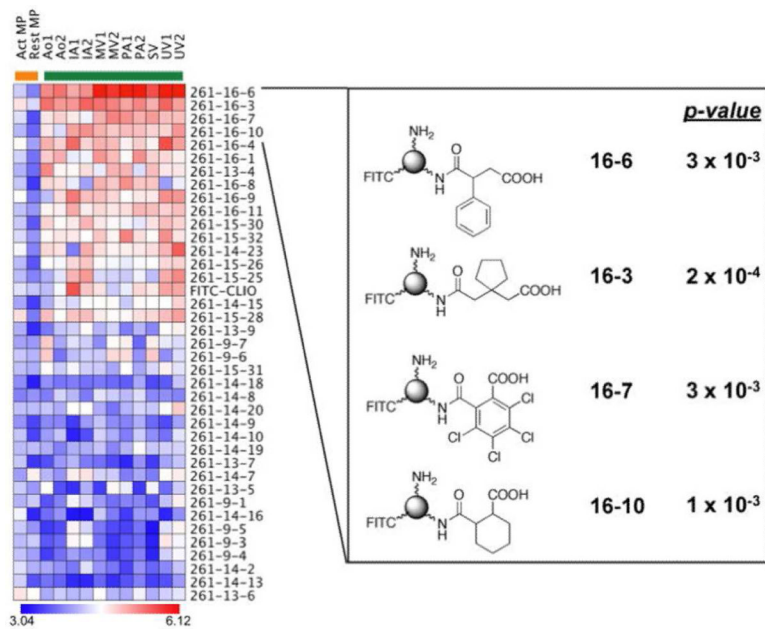 Act MP
Rest MP
Ao1
Ao2
IA1
IA2
MV1
MV2
PA1
PA2
SV
UV1
UV2
261-16-6
261-16-3
261-16-7
261-16-10
261-16-4
261-16-1
261-13-4
261-16-8
261-16-9
261-16-11
261-15-30
261-15-32
261-14-23
261-15-26
261-15-25
FITC-CLIO
261-14-15
261-15-28
261-13-9
261-9-7
261-9-6
261-15-31
261-14-18
261-14-8
261-14-20
261-14-9
261-14-10
261-14-19
261-13-7
261-14-7
261-13-5
261-9-1
261-14-16
261-9-5
261-9-3
261-9-4
261-14-2
261-14-13
261-13-6
3.04 6.12
p-value
NH2
O
FITC
N
H
COOH
16-6
3 x 10-3
NH2
O
FITC
N
H
COOH
16-3
2 x 10-4
NH2
O
COOH
FITC
N
H
Cl
Cl
Cl
Cl
16-7
3 x 10-3
NH2
O
COOH
FITC
N
H
16-10
1 x 10-3